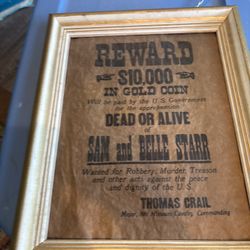 REWARD
$10,000
IN GOLD COIN
Will be paid by the U.S. Government
for the apprehension
DEAD OR ALIVE
of
SAM and BELLE STARR
Wanted for Robbery, Murder, Treason
and other acts against the peace
and dignity of the U.S.
THOMAS CRAIL
Major, 8th Missouri Cavalry, Commanding